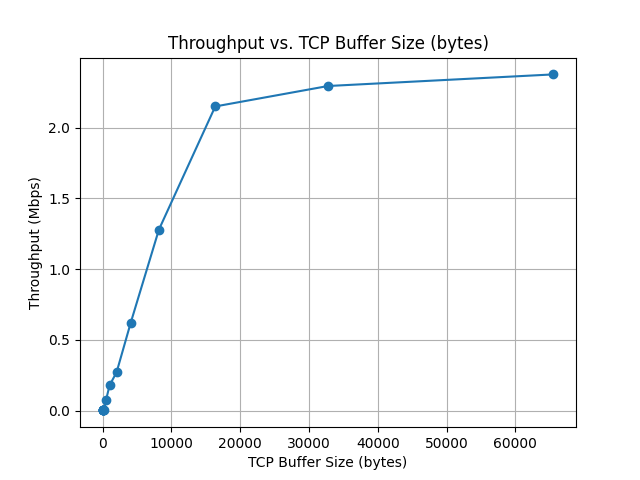 Throughput vs. TCP Buffer Size (bytes)
Throughput (Mbps)
2.0
1.5
1.0
0.5
0.0
0 10000 20000 30000 40000 50000 60000
TCP Buffer Size (bytes)